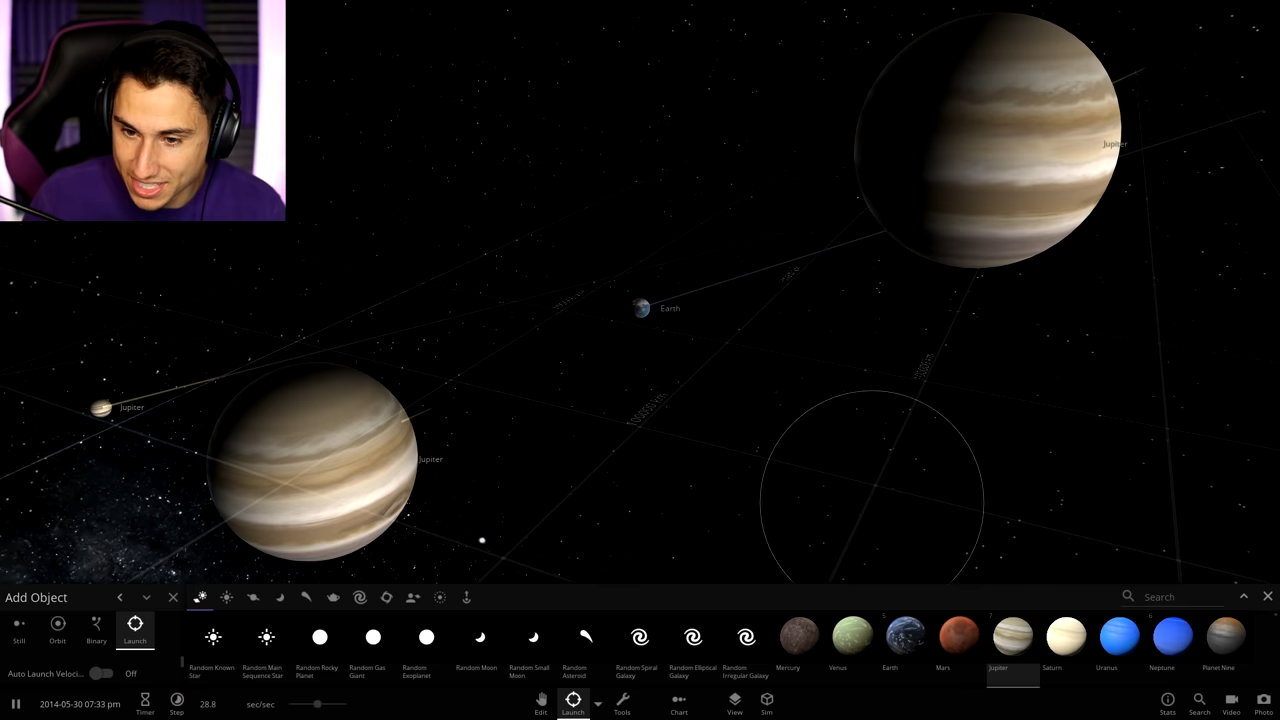 Jupiter
Earth
Jupiter
Jupiter
Add Object
Search
Still
Orbit
Binary
Launch
Auto Launch Veloci...
Off
Random Known Star
Random Main Sequence Star
Random Rocky Planet
Random Gas Giant
Random Exoplanet
Random Moon
Random Small Moon
Random Asteroid
Random Spiral Galaxy
Random Eliptical Galaxy
Random Irregular Galaxy
Mercury
Venus
5
Earth
Mars
7
Jupiter
Saturn
Uranus
6
Neptune
Planet Nine
2014-05-30 07:33 pm
Timer
Step
28.8
sec/sec
Edit
Launch
Tools
Chart
View
Sim
Stats
Search
Video
Photo